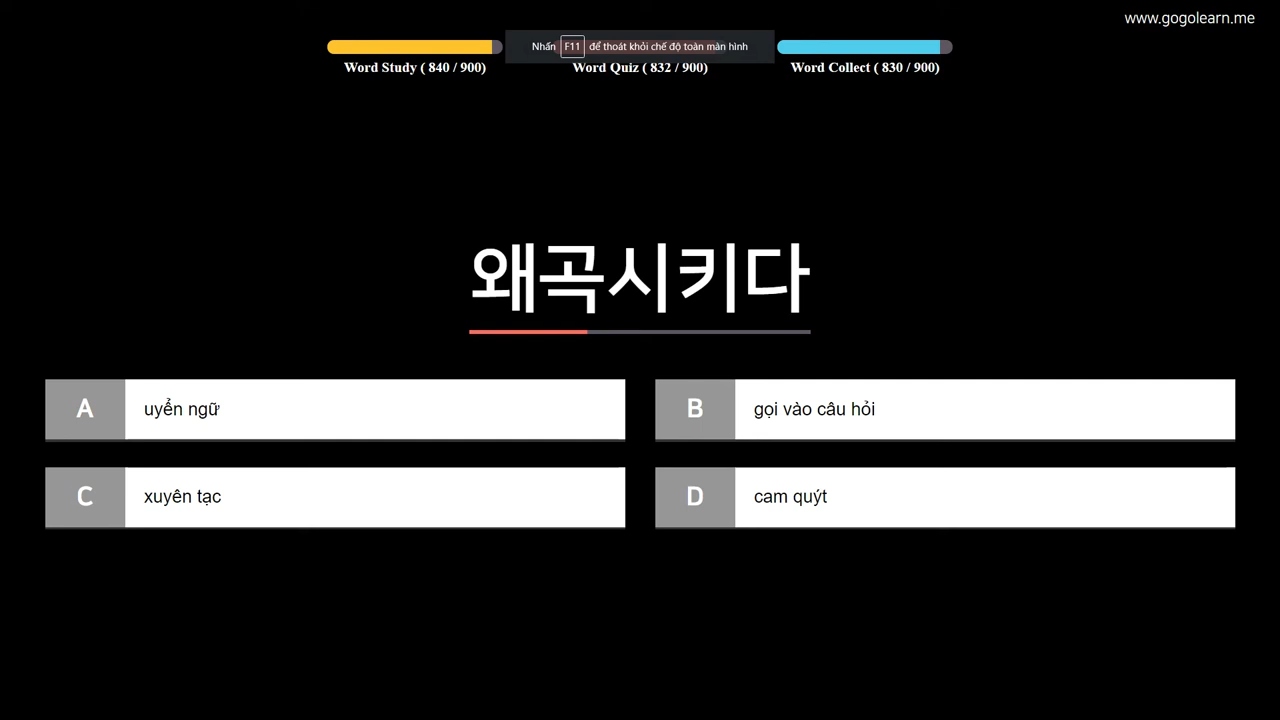 www.gogolearn.me
Nhấn F11 để thoát khỏi chế độ toàn màn hình
Word Study ( 840 / 900)
Word Quiz ( 832 / 900)
Word Collect ( 830 / 900)
왜곡시키다
A uyển ngữ
B gọi vào câu hỏi
C xuyên tạc
D cam quýt